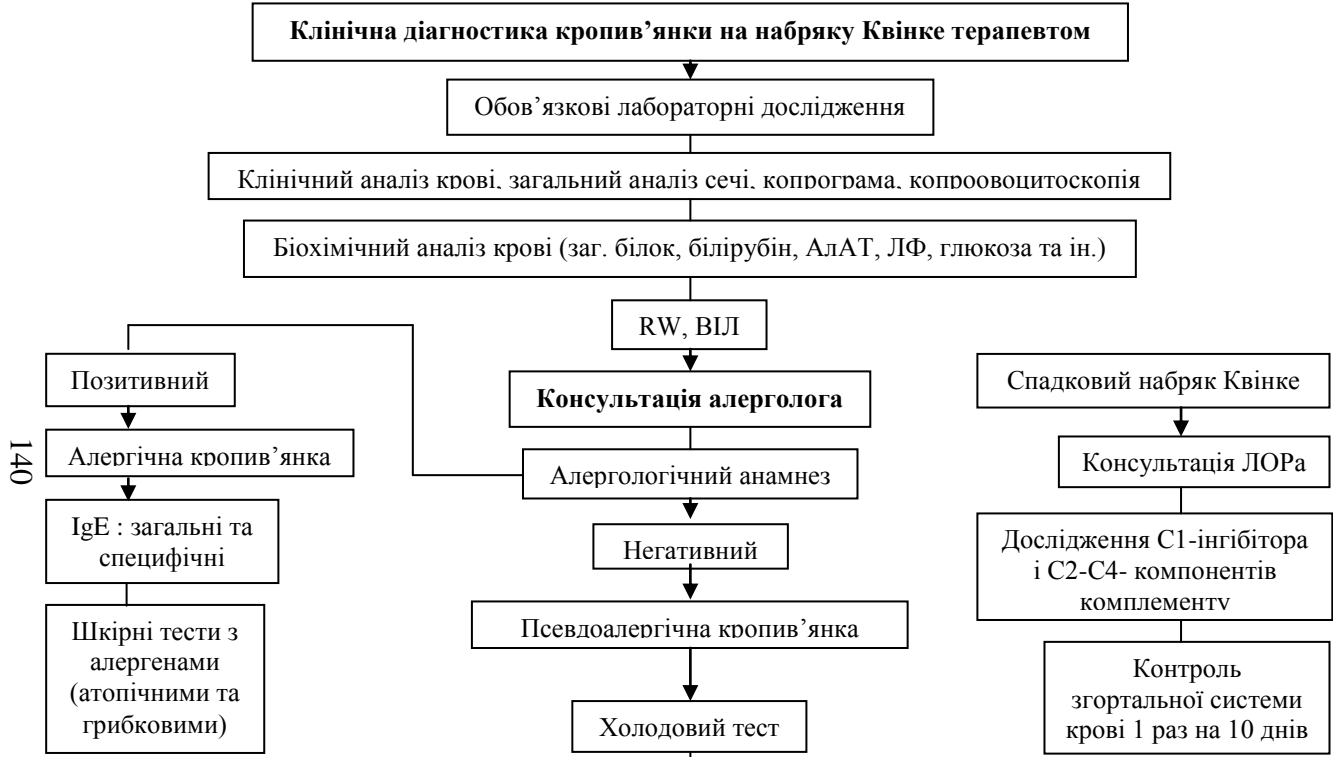 Клінічна діагностика кропив’янки на набряку Квінке терапевтом
Обов’язкові лабораторні дослідження
Клінічний аналіз крові, загальний аналіз сечі, копрограма, копроовоцитоскопія
Біохімічний аналіз крові (заг. білок, білірубін, АлАТ, ЛФ, глюкоза та ін.)
RW, ВІЛ
Консультація алерголога
Алергологічний анамнез
Позитивний
Алергічна кропив’янка
IgE : загальні та
специфічні
Шкірні тести з
алергенами
(атопічними та
грибковими)
Негативний
Псевдоалергічна кропив’янка
Холодовий тест
Спадковий набряк Квінке
Консультація ЛОРа
Дослідження С1-інгібітора
і С2-С4- компонентів
комплементу
Контроль
згортальної системи
крові 1 раз на 10 днів
140